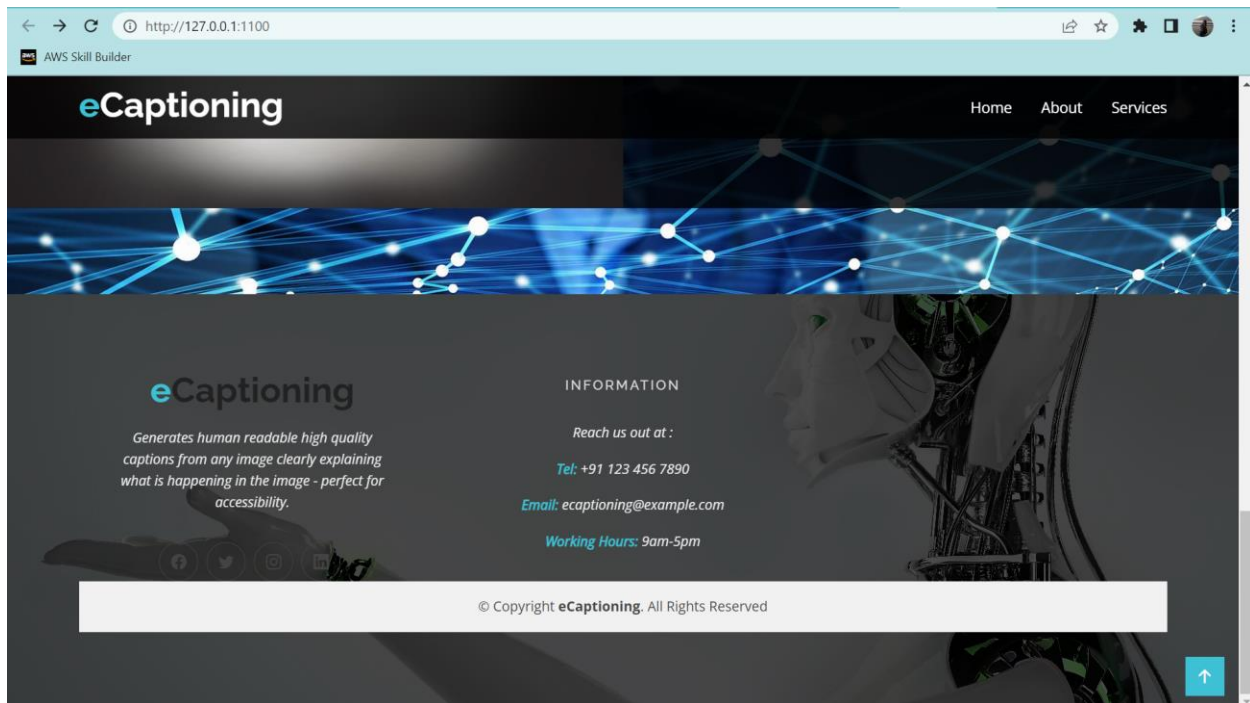 http://127.0.0.1:1100
aws AWS Skill Builder
eCaptioning
Home About Services
eCaptioning
Generates human readable high quality
captions from any image clearly explaining
what is happening in the image - perfect for
accessibility.
INFORMATION
Reach us out at :
Tel: +91 123 456 7890
Email: ecaptioning@example.com
Working Hours: 9am-5pm
© Copyright eCaptioning. All Rights Reserved